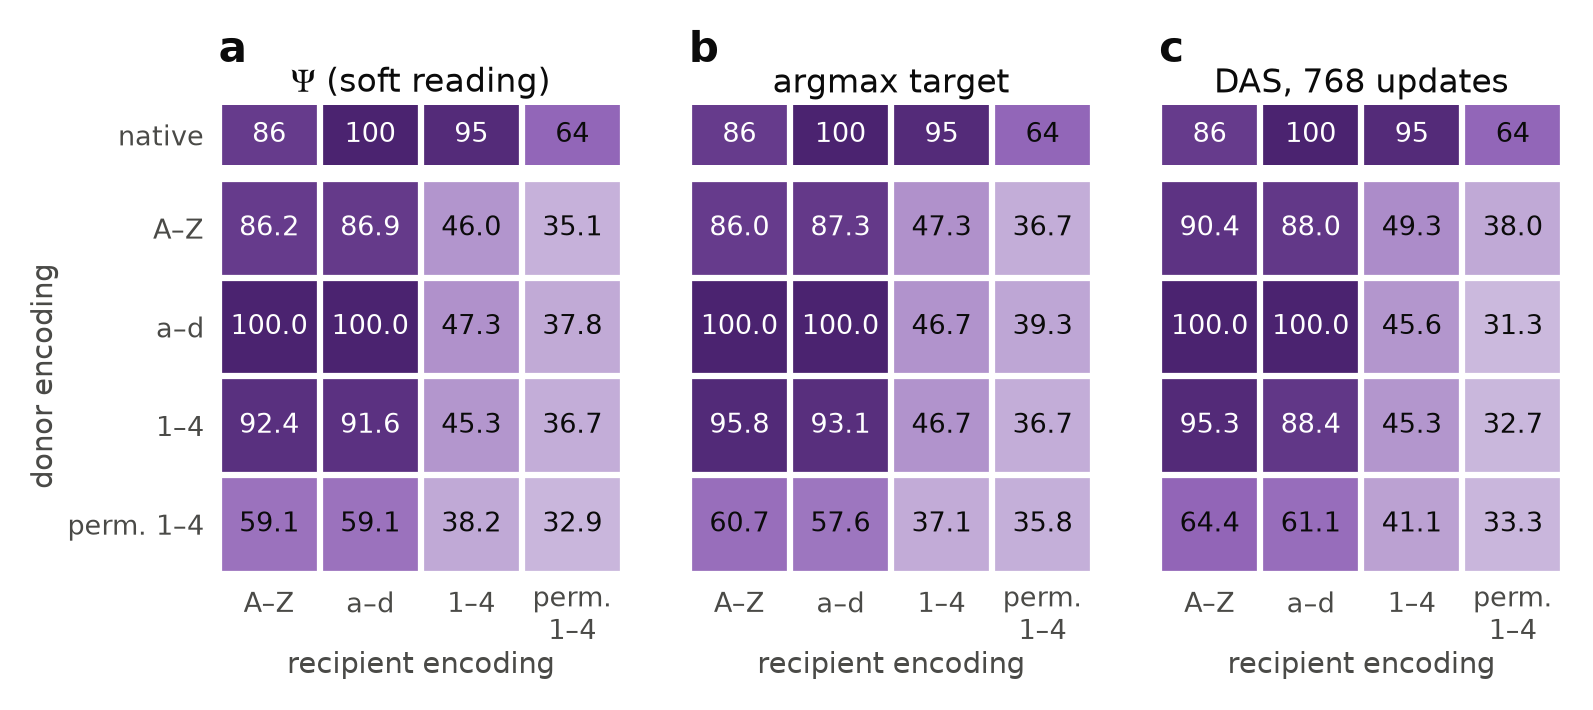 a
Ψ (soft reading)
native 86 100 95 64
A–Z 86.2 86.9 46.0 35.1
a–d 100.0 100.0 47.3 37.8
1–4 92.4 91.6 45.3 36.7
perm. 1–4 59.1 59.1 38.2 32.9
donor encoding
A–Z a–d 1–4 perm.
1–4
recipient encoding
b
argmax target
86 100 95 64
86.0 87.3 47.3 36.7
100.0 100.0 46.7 39.3
95.8 93.1 46.7 36.7
60.7 57.6 37.1 35.8
A–Z a–d 1–4 perm.
1–4
recipient encoding
c
DAS, 768 updates
86 100 95 64
90.4 88.0 49.3 38.0
100.0 100.0 45.6 31.3
95.3 88.4 45.3 32.7
64.4 61.1 41.1 33.3
A–Z a–d 1–4 perm.
1–4
recipient encoding